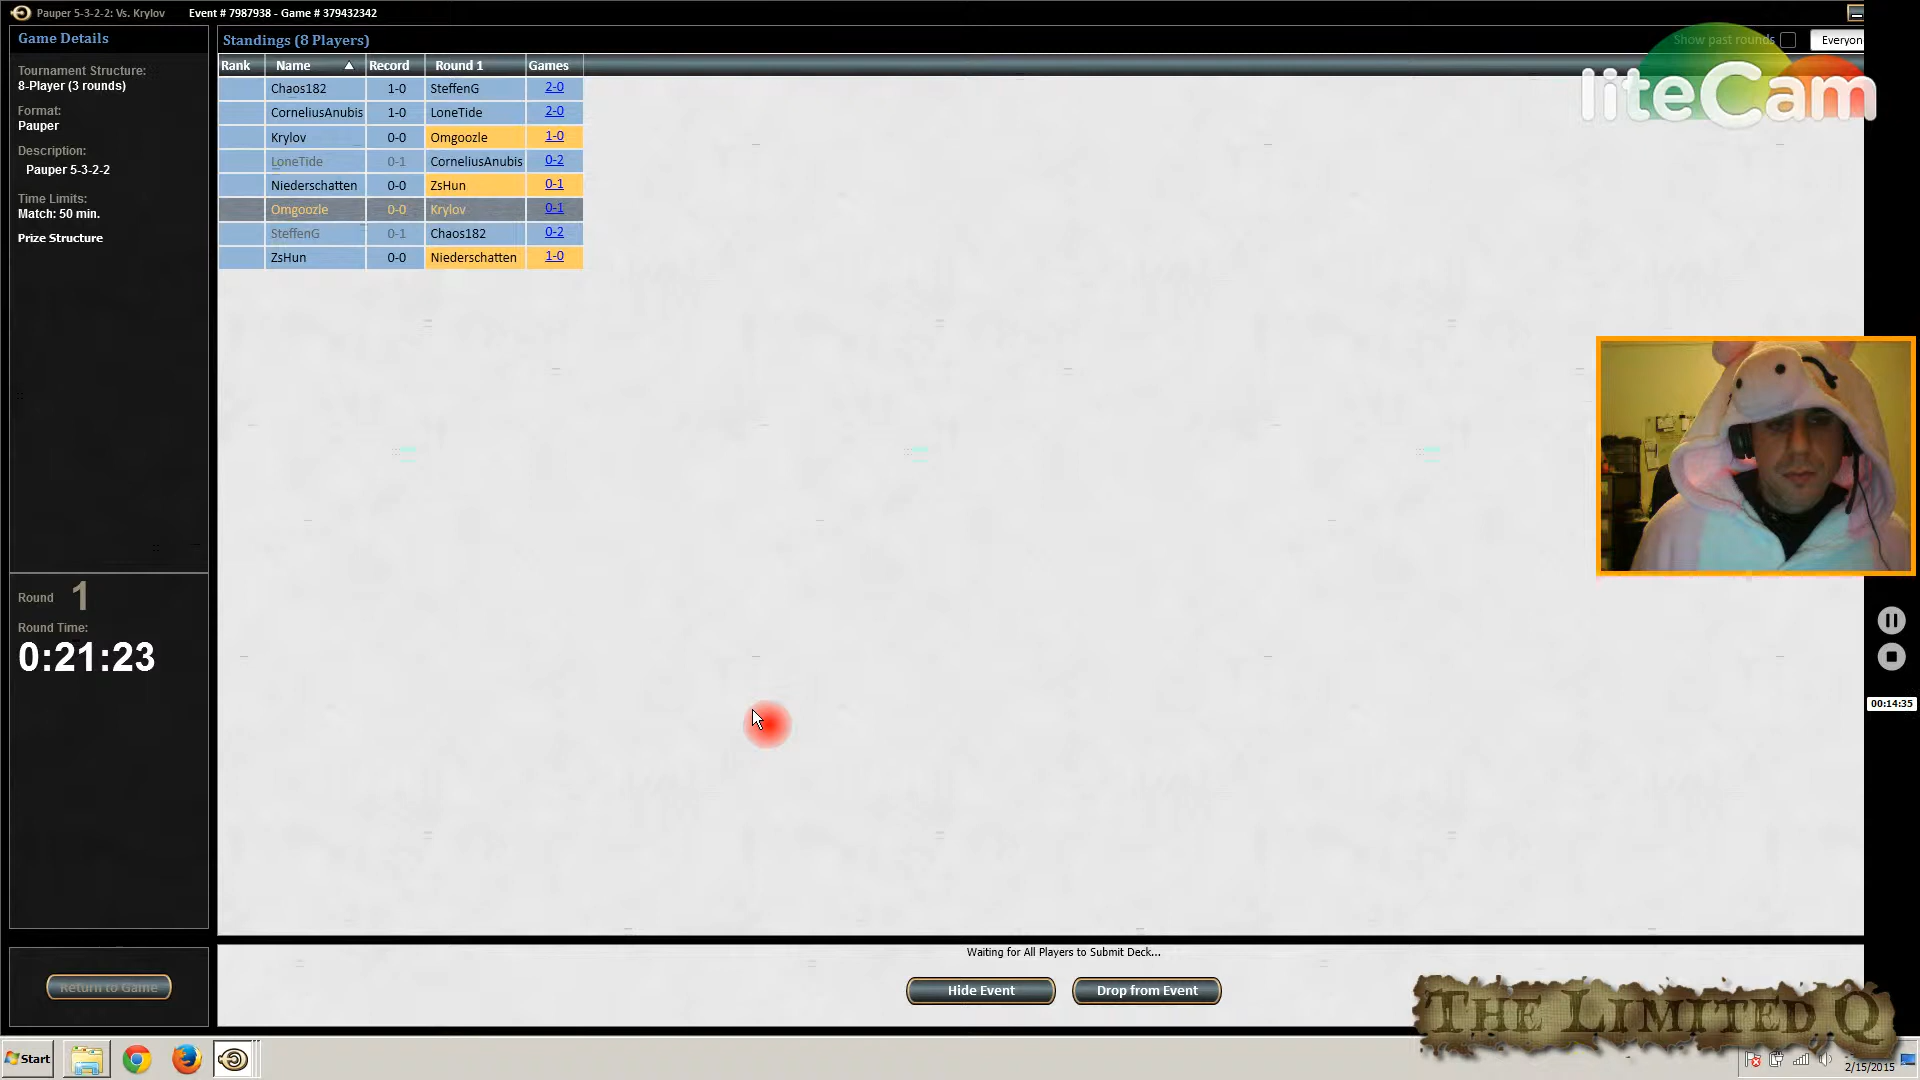 Pauper 5-3-2-2: Vs. Krylov
Event # 7987938 - Game # 379432342
Game Details
Tournament Structure:
8-Player (3 rounds)
Format:
Pauper
Description:
Pauper 5-3-2-2
Time Limits:
Match: 50 min.
Prize Structure
Round 1
Round Time:
0:21:23
Return to Game
Standings (8 Players)
Show past rounds
Everyon
Rank Name Record Round 1 Games
Chaos182 1-0 SteffenG 2-0
CorneliusAnubis 1-0 LoneTide 2-0
Krylov 0-0 Omgoozle 1-0
LoneTide 0-1 CorneliusAnubis 0-2
Niederschatten 0-0 ZsHun 0-1
Omgoozle 0-0 Krylov 0-1
SteffenG 0-1 Chaos182 0-2
ZsHun 0-0 Niederschatten 1-0
liteCam
00:14:35
Waiting for All Players to Submit Deck...
Hide Event
Drop from Event
The Limited Q
Start
2/15/2015